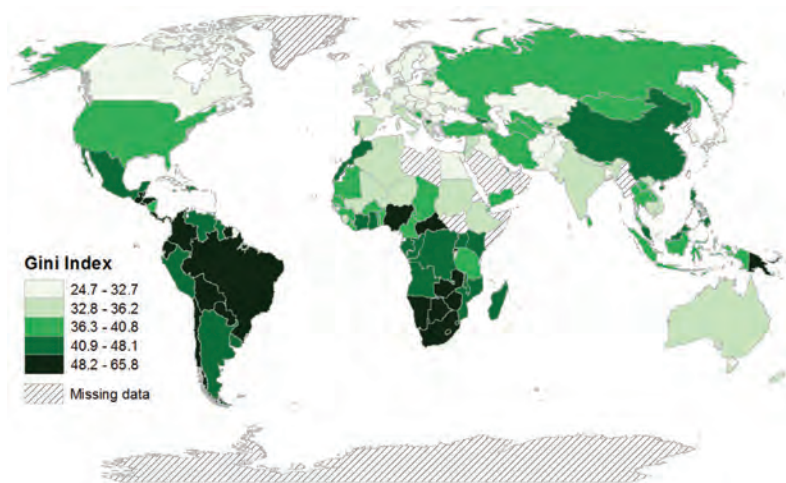 Gini Index
24.7 - 32.7
32.8 - 36.2
36.3 - 40.8
40.9 - 48.1
48.2 - 65.8
Missing data